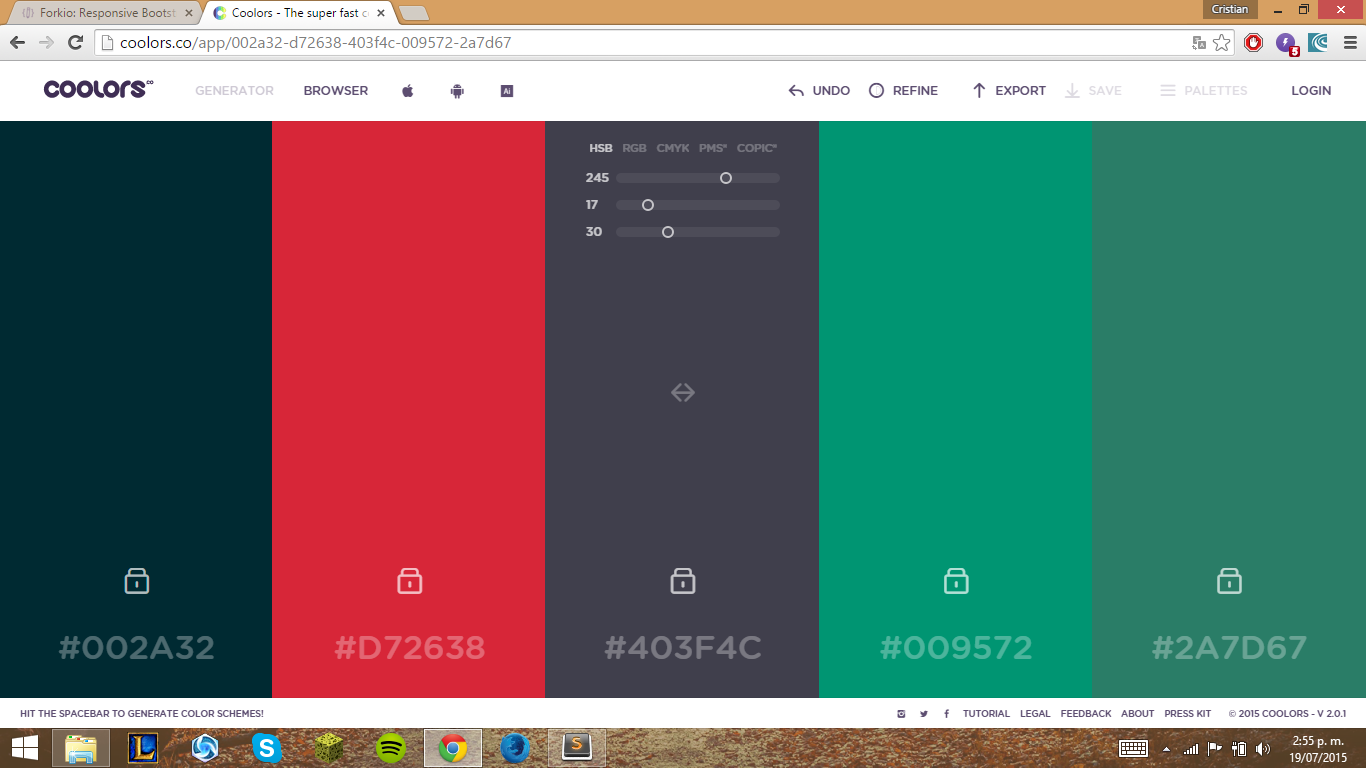 Forkio: Responsive Bootst
Coolors - The super fast c
Cristian
coolors.co/app/002a32-d72638-403f4c-009572-2a7d67
5
COOLORS.CO
GENERATOR BROWSER Ai UNDO REFINE EXPORT SAVE PALETTES LOGIN
HSB RGB CMYK PMS® COPIC®
245
17
30
#002A32 #D72638 #403F4C #009572 #2A7D67
HIT THE SPACEBAR TO GENERATE COLOR SCHEMES! TUTORIAL LEGAL FEEDBACK ABOUT PRESS KIT © 2015 COOLORS - V 2.0.1
L S S
2:55 p. m.
19/07/2015